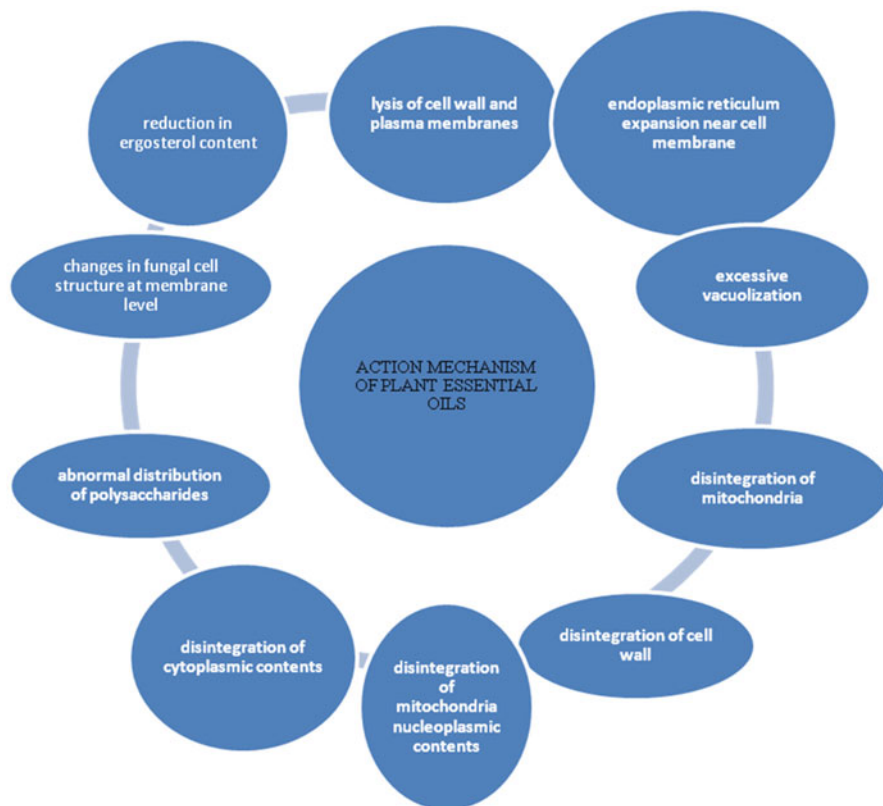 lysis of cell wall and
plasma membranes
endoplasmic reticulum
expansion near cell
membrane
excessive
vacuolization
disintegration of
mitochondria
disintegration of cell
wall
disintegration
of
mitochondria
nucleoplasmic
contents
disintegration of
cytoplasmic contents
abnormal distribution
of polysaccharides
changes in fungal cell
structure at membrane
level
reduction in
ergosterol content
ACTION MECHANISM
OF PLANT ESSENTIAL
OILS